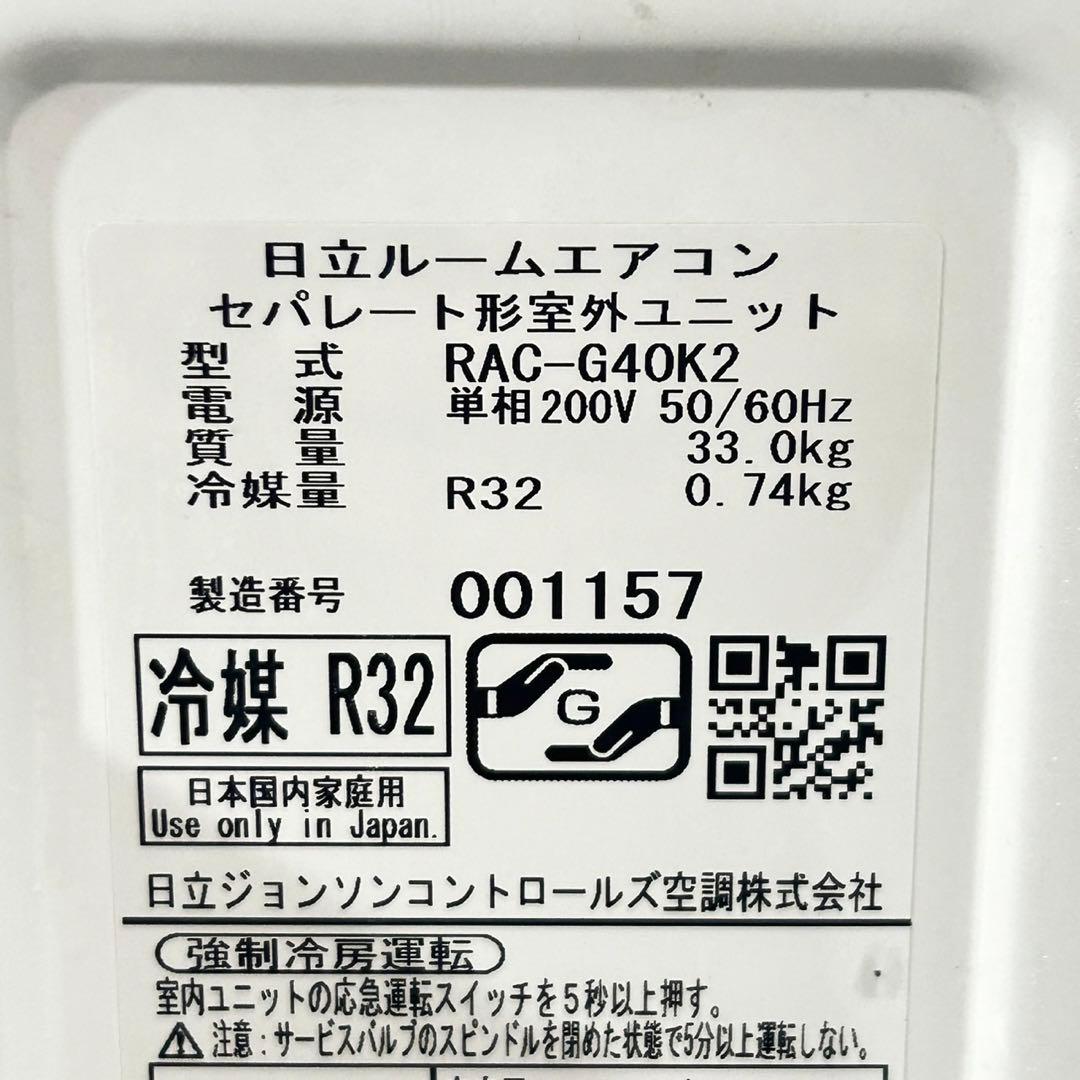 日立ルームエアコン
セパレート形室外ユニット
型 式 RAC-G40K2
電 源 単相200V 50/60Hz
質 量 33.0kg
冷媒量 R32 0.74kg
製造番号 001157
冷媒 R32
G
日本国内家庭用
Use only in Japan.
日立ジョンソンコントロールズ空調株式会社
強制冷房運転
室内ユニットの応急運転スイッチを5秒以上押す。
注意:サービスバルブのスピンドルを閉めた状態で5分以上運転しない。